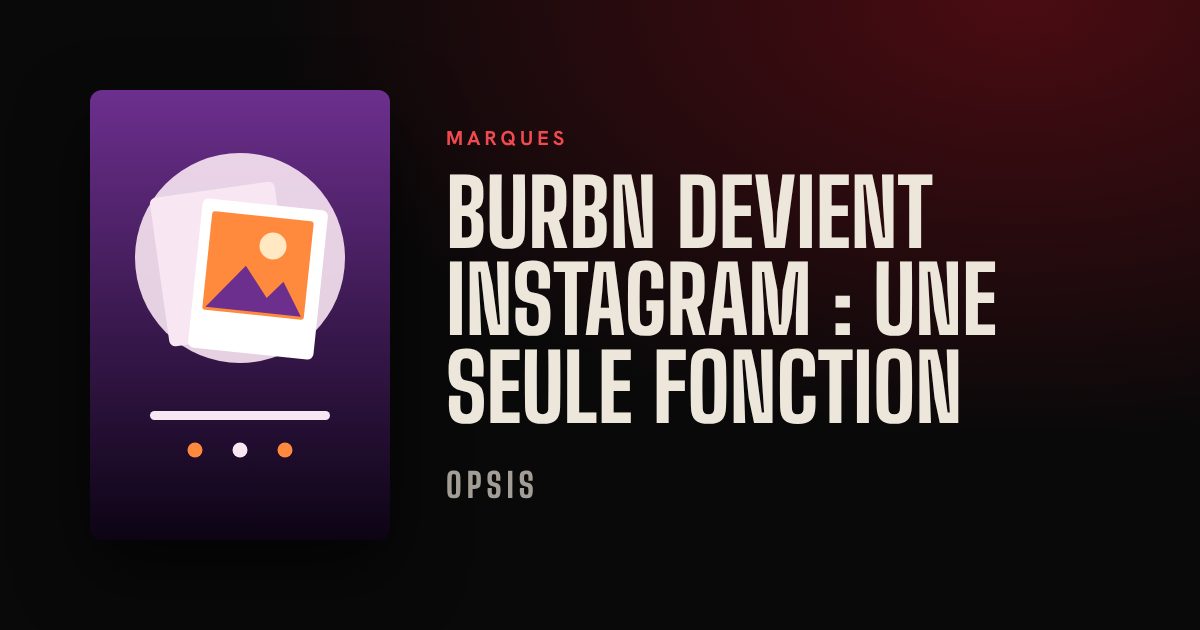 MARQUES
BURBN DEVIENT
INSTAGRAM : UNE
SEULE FONCTION
OPSIS